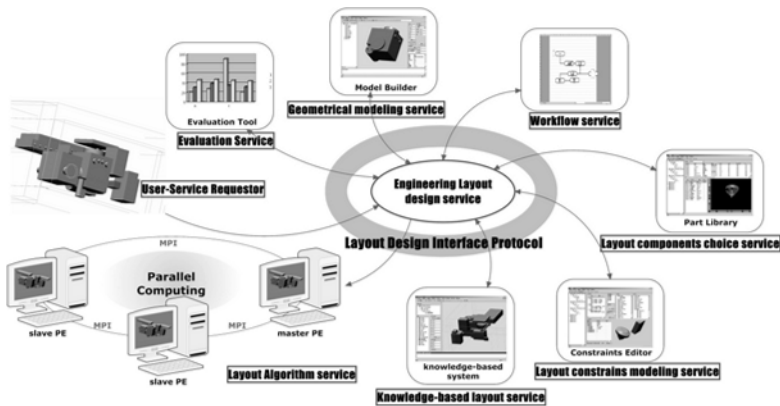 Evaluation Tool
Evaluation Service
Model Builder
Geometrical modeling service
Workflow service
User-Service Requestor
Engineering Layout
design service
Part Library
Layout components choice service
Layout Design Interface Protocol
MPI
Parallel
Computing
slave PE
MPI
MPI
master PE
slave PE
Layout Algorithm service
knowledge-based
system
Knowledge-based layout service
Constraints Editor
Layout constrains modeling service